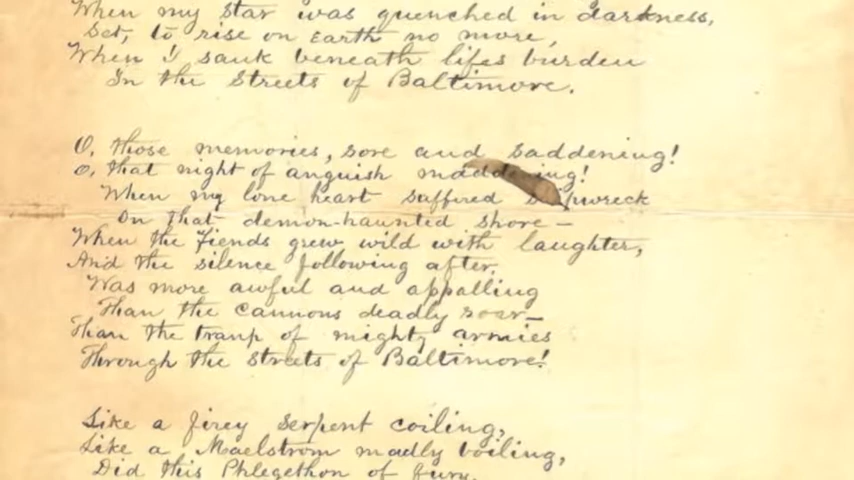 When my star was quenched in darkness,
Set, to rise on Earth no more,
When I sank beneath lifes burden
In the Streets of Baltimore.
O, those memories, sore and saddening!
O, that night of anguish maddening!
When my lone heart suffered shipwreck
On that demon-haunted shore —
When the fiends grew wild with laughter,
And the silence following after,
Was more awful and appalling
Than the cannons deadly roar —
Than the tramp of mighty armies
Through the Streets of Baltimore!
Like a firey serpent coiling,
Like a Maelstrom madly boiling,
Did this Phlegethon of fury,